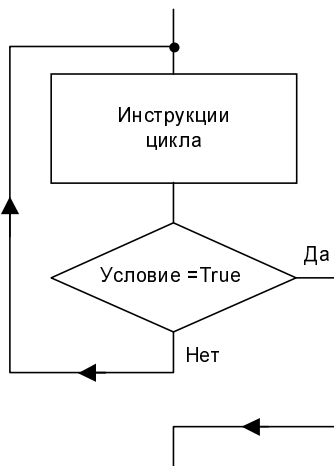 Инструкции
цикла
Да
Условие =True
Нет